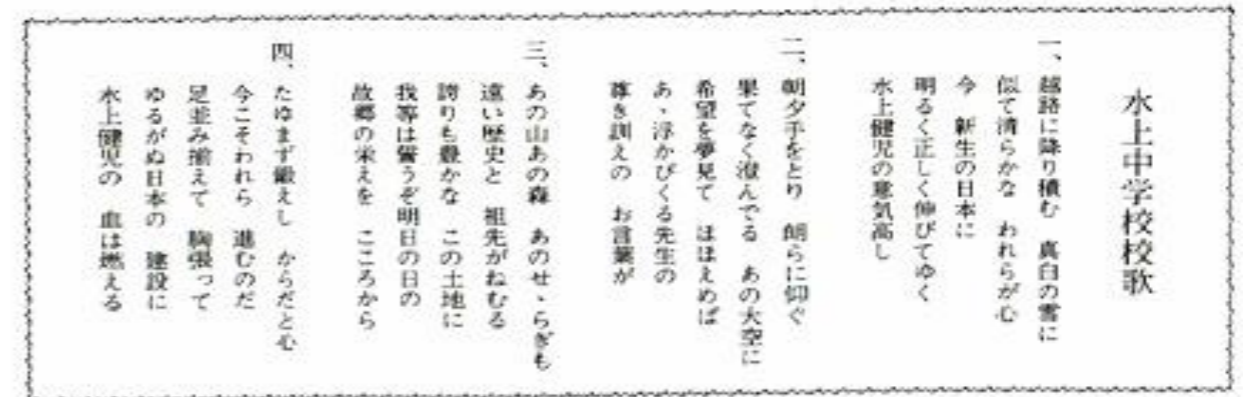 水上中学校校歌
一、越路に降り積む　真白の雪に
似て清らかな　われらが心
今　新生の日本に
明るく正しく伸びてゆく
水上健児の意気高し
二、朝夕手をとり　朗らに仰ぐ
果てなく澄んでる　あの大空に
希望を夢見て　ほほえめば
あゝ浮かびくる先生の
尊き訓えの　お言葉が
三、あの山あの森　あのせゝらぎも
遠い歴史と　祖先がねむる
誇りも豊かな　この土地に
我等は誓うぞ明日の日の
故郷の栄えを　こころから
四、たゆまず鍛えし　からだと心
今こそわれら　進むのだ
足並み揃えて　胸張って
ゆるがぬ日本の　建設に
水上健児の　血は燃える